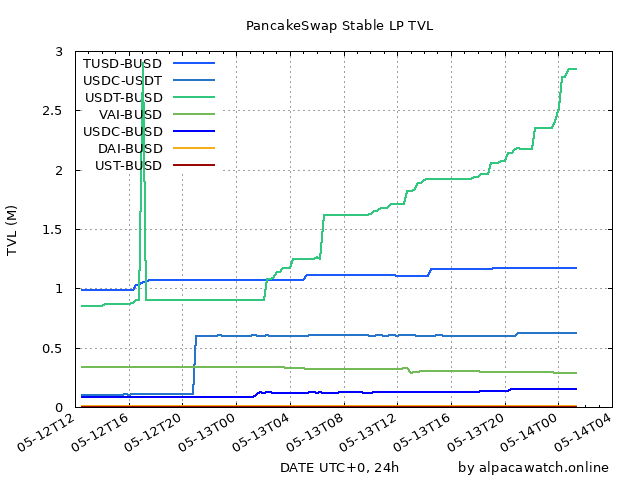 PancakeSwap Stable LP TVL
3
2.5
2
1.5
1
0.5
0
TVL (M)
TUSD-BUSD
USDC-USDT
USDT-BUSD
VAI-BUSD
USDC-BUSD
DAI-BUSD
UST-BUSD
05-12T12
05-12T16
05-12T20
05-13T00
05-13T04
05-13T08
05-13T12
05-13T16
05-13T20
05-14T00
05-14T04
DATE UTC+0, 24h
by alpacawatch.online